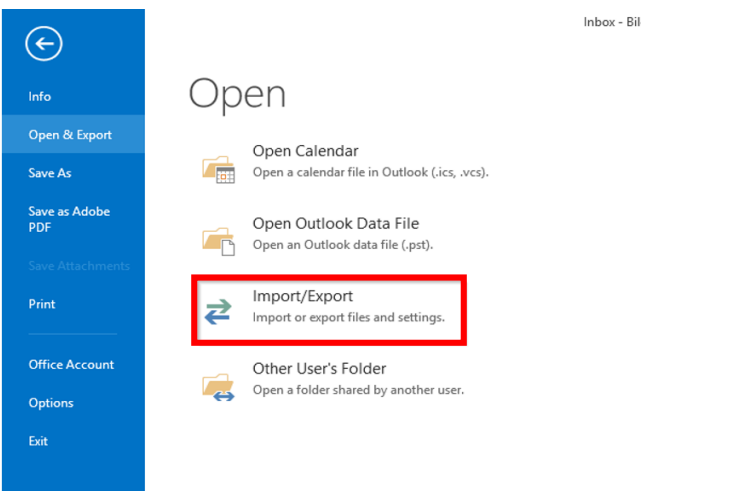 Inbox - Bil
Info
Open & Export
Save As
Save as Adobe
PDF
Save Attachments
Print
Office Account
Options
Exit
Open
Open Calendar
Open a calendar file in Outlook (.ics, .vcs).
Open Outlook Data File
Open an Outlook data file (.pst).
Import/Export
Import or export files and settings.
Other User's Folder
Open a folder shared by another user.